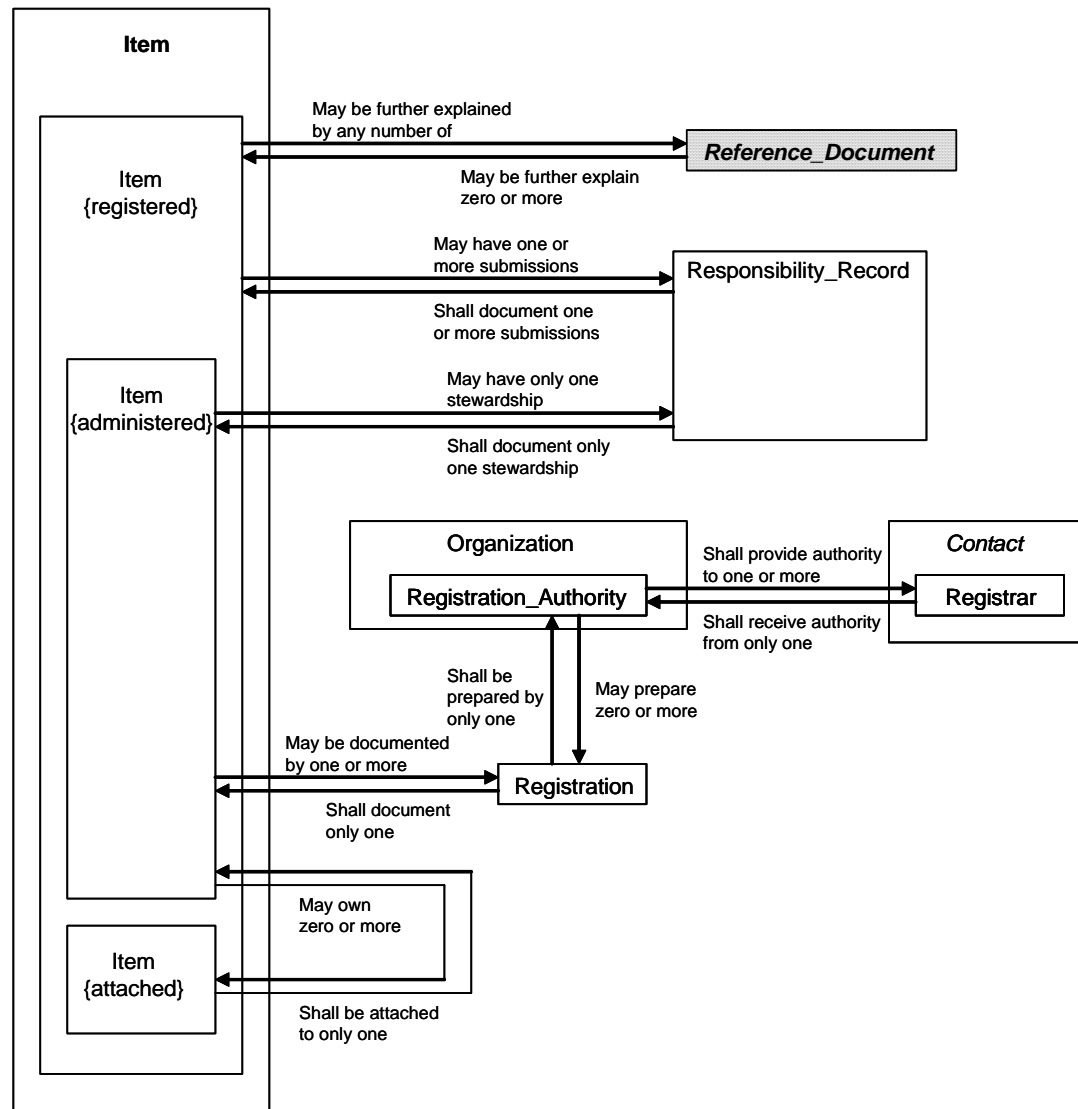 Item
Item
{registered}
May be further explained
by any number of
Reference_Document
May be further explain
zero or more
May have one or
more submissions
Responsibility_Record
Shall document one
or more submissions
Item
{administered}
May have only one
stewardship
Shall document only
one stewardship
Organization
Registration_Authority
Shall provide authority
to one or more
Contact
Registrar
Shall receive authority
from only one
Shall be
prepared by
only one
May prepare
zero or more
May be documented
by one or more
Registration
Shall document
only one
May own
zero or more
Item
{attached}
Shall be attached
to only one